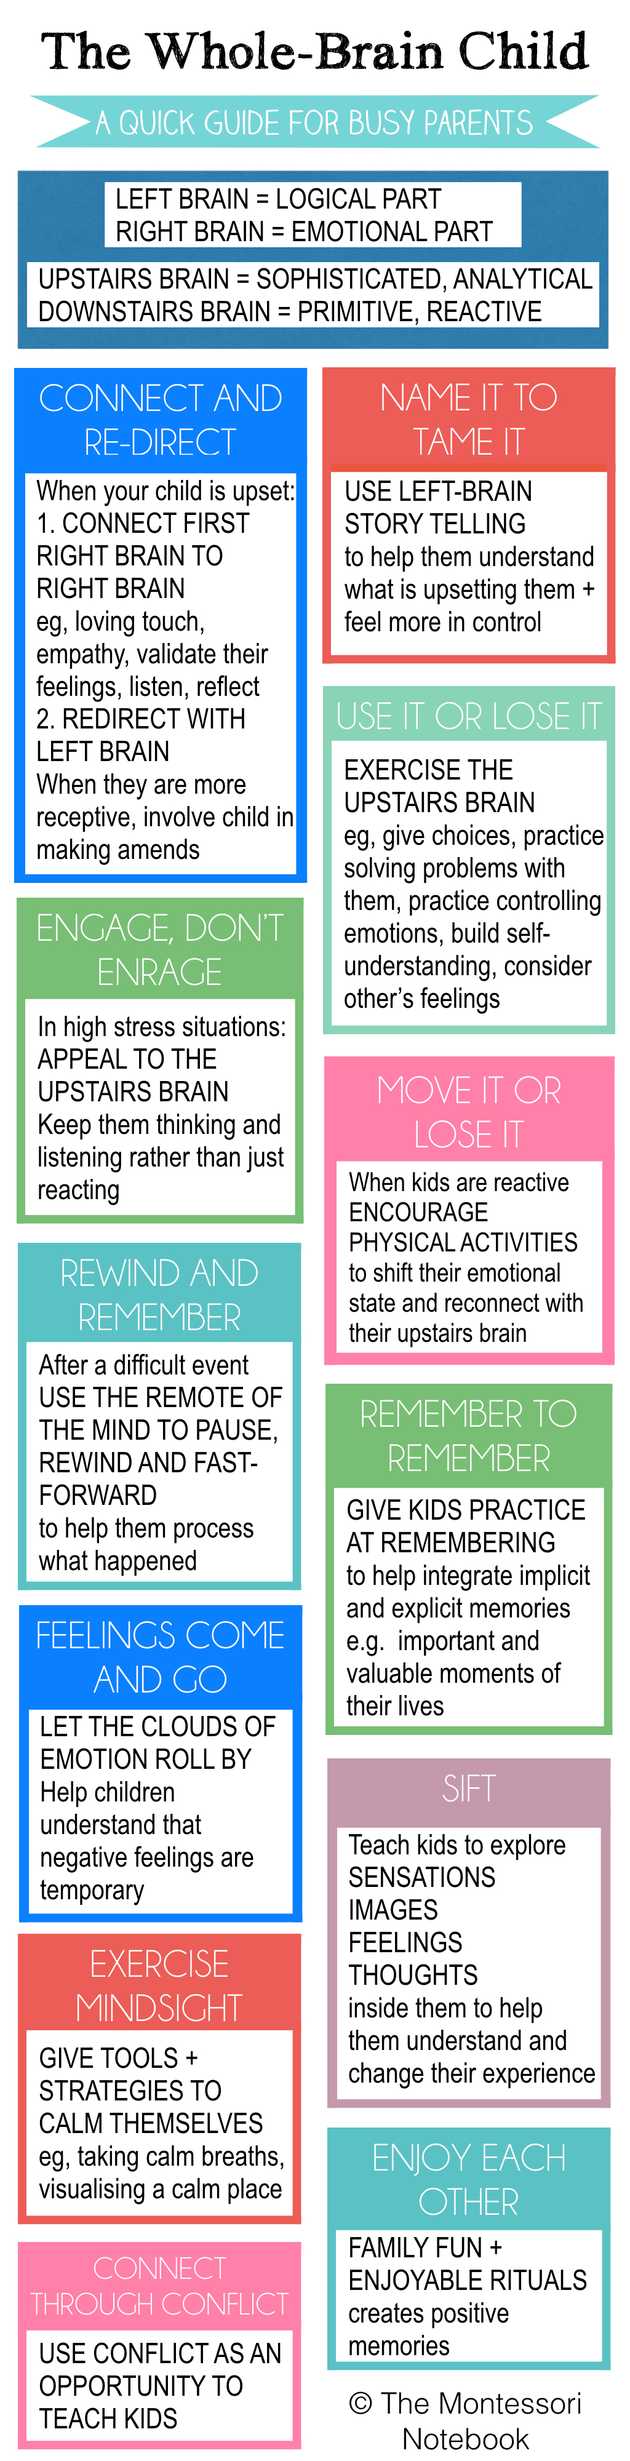 The Whole-Brain Child
A QUICK GUIDE FOR BUSY PARENTS
LEFT BRAIN = LOGICAL PART
RIGHT BRAIN = EMOTIONAL PART
UPSTAIRS BRAIN = SOPHISTICATED, ANALYTICAL
DOWNSTAIRS BRAIN = PRIMITIVE, REACTIVE
CONNECT AND
RE-DIRECT
When your child is upset:
1. CONNECT FIRST
RIGHT BRAIN TO
RIGHT BRAIN
eg, loving touch,
empathy, validate their
feelings, listen, reflect
2. REDIRECT WITH
LEFT BRAIN
When they are more
receptive, involve child in
making amends
NAME IT TO
TAME IT
USE LEFT-BRAIN
STORY TELLING
to help them understand
what is upsetting them +
feel more in control
USE IT OR LOSE IT
EXERCISE THE
UPSTAIRS BRAIN
eg, give choices, practice
solving problems with
them, practice controlling
emotions, build self-
understanding, consider
other's feelings
ENGAGE, DON'T
ENRAGE
In high stress situations:
APPEAL TO THE
UPSTAIRS BRAIN
Keep them thinking and
listening rather than just
reacting
MOVE IT OR
LOSE IT
When kids are reactive
ENCOURAGE
PHYSICAL ACTIVITIES
to shift their emotional
state and reconnect with
their upstairs brain
REWIND AND
REMEMBER
After a difficult event
USE THE REMOTE OF
THE MIND TO PAUSE,
REWIND AND FAST-
FORWARD
to help them process
what happened
REMEMBER TO
REMEMBER
GIVE KIDS PRACTICE
AT REMEMBERING
to help integrate implicit
and explicit memories
e.g. important and
valuable moments of
their lives
FEELINGS COME
AND GO
LET THE CLOUDS OF
EMOTION ROLL BY
Help children
understand that
negative feelings are
temporary
SIFT
Teach kids to explore
SENSATIONS
IMAGES
FEELINGS
THOUGHTS
inside them to help
them understand and
change their experience
EXERCISE
MINDSIGHT
GIVE TOOLS +
STRATEGIES TO
CALM THEMSELVES
eg, taking calm breaths,
visualising a calm place
ENJOY EACH
OTHER
FAMILY FUN +
ENJOYABLE RITUALS
creates positive
memories
CONNECT
THROUGH CONFLICT
USE CONFLICT AS AN
OPPORTUNITY TO
TEACH KIDS
© The Montessori
Notebook